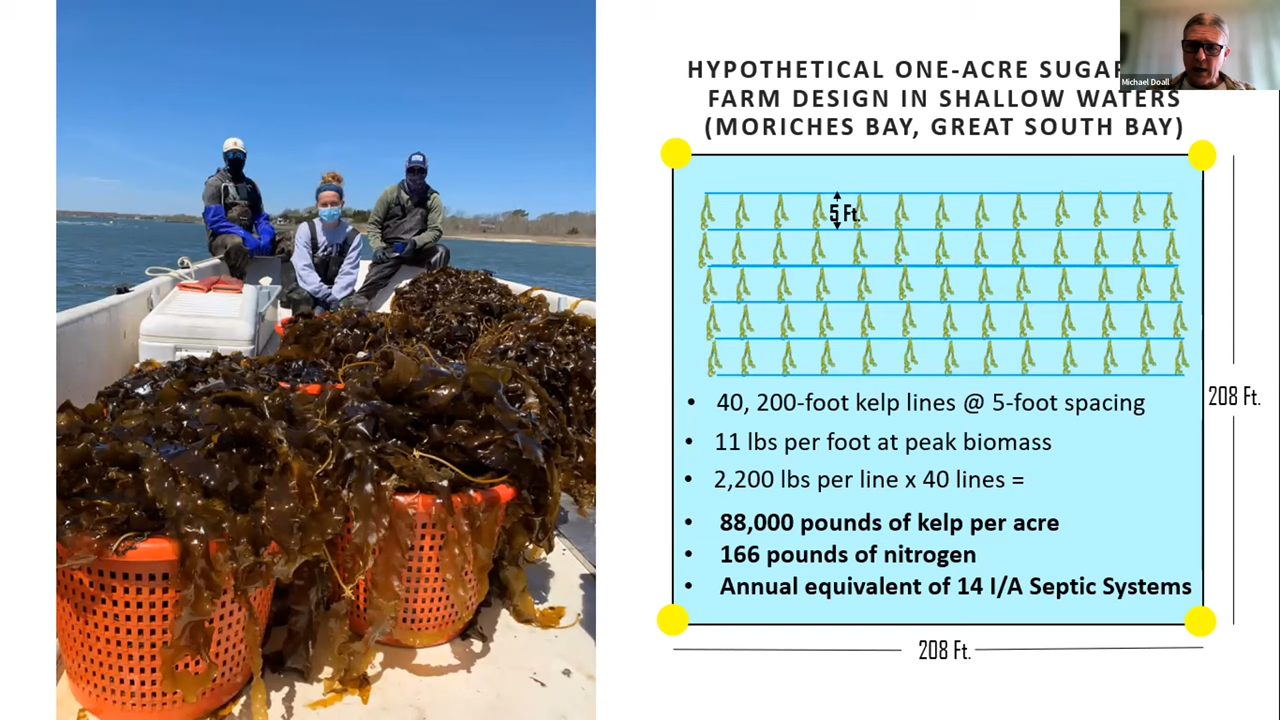 Michael Doall
HYPOTHETICAL ONE-ACRE
FARM DESIGN IN SHALLOW WATERS
(MORICHES BAY, GREAT SOUTH BAY)
5 Ft.
• 40, 200-foot kelp lines @ 5-foot spacing
208 Ft.
• 11 lbs per foot at peak biomass
• 2,200 lbs per line x 40 lines =
• 88,000 pounds of kelp per acre
• 166 pounds of nitrogen
• Annual equivalent of 14 I/A Septic Systems
208 Ft.